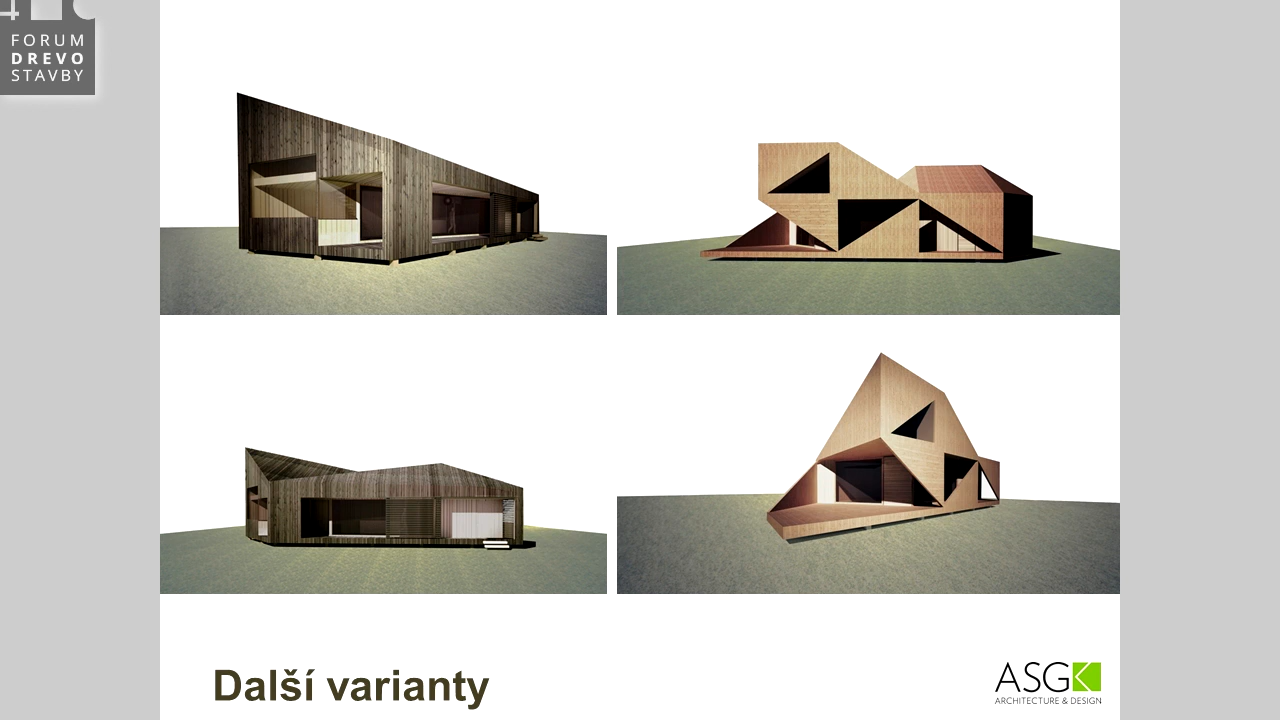 FORUM
DREVO
STAVBY
Další varianty
ASGK
ARCHITECTURE & DESIGN